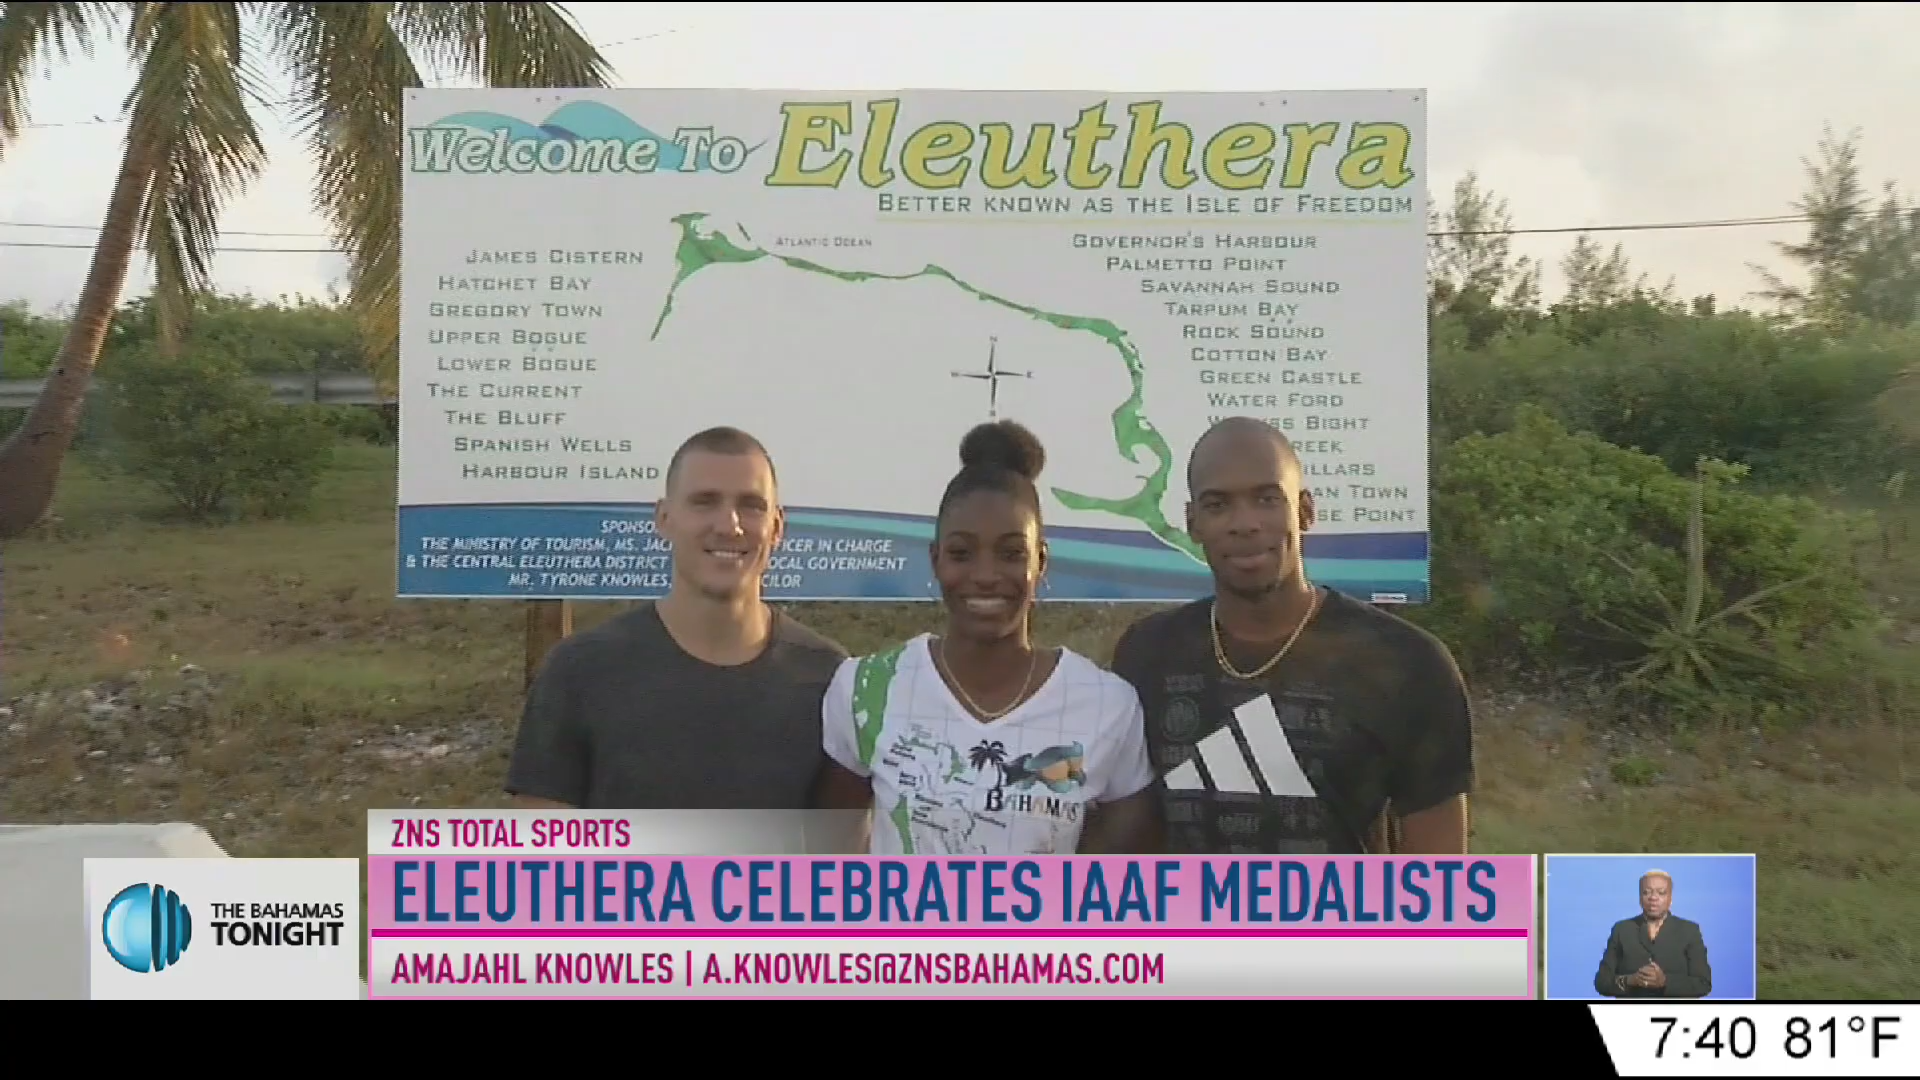 Welcome To Eleuthera
BETTER KNOWN AS THE ISLE OF FREEDOM
ATLANTIC OCEAN
JAMES CISTERN
HATCHET BAY
GREGORY TOWN
UPPER BOGUE
LOWER BOGUE
THE CURRENT
THE BLUFF
SPANISH WELLS
HARBOUR ISLAND
GOVERNOR'S HARBOUR
PALMETTO POINT
SAVANNAH SOUND
TARPUM BAY
ROCK SOUND
COTTON BAY
GREEN CASTLE
WATER FORD
BIGHT
THE MINISTRY OF TOURISM, MS. IN CHARGE
& THE CENTRAL ELEUTHERA DISTRICT GOVERNMENT
MR. TYRONE KNOWLES,
BAHAMAS
ZNS TOTAL SPORTS
ELEUTHERA CELEBRATES IAAF MEDALISTS
AMAJAHL KNOWLES | A.KNOWLES@ZNSBAHAMAS.COM
THE BAHAMAS
TONIGHT
7:40 81°F